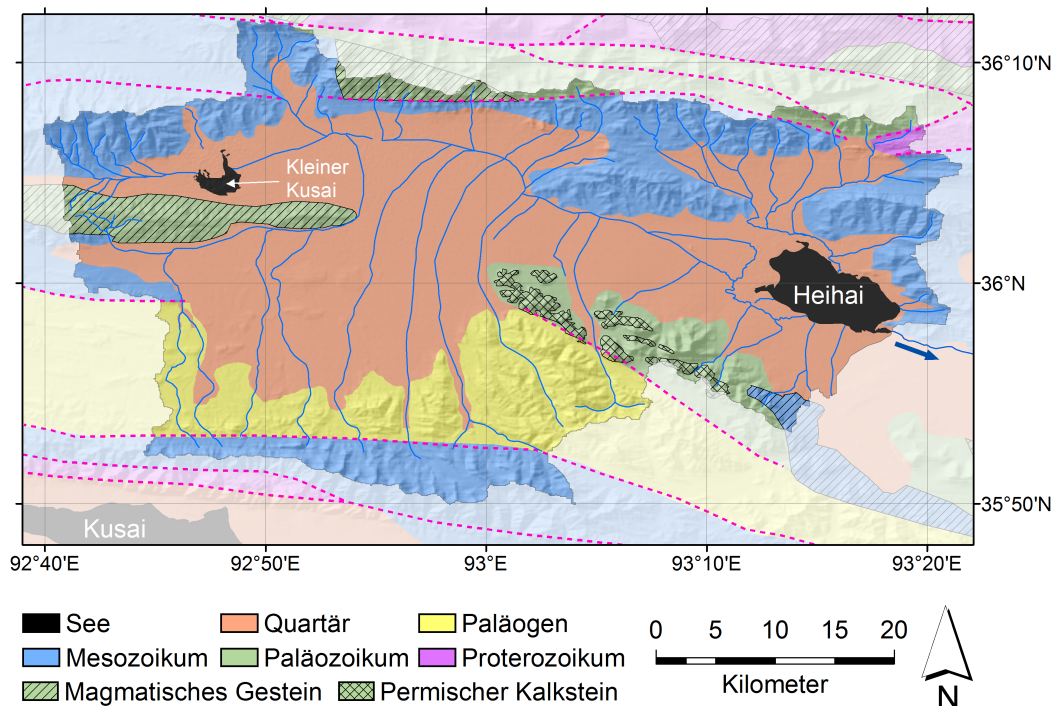 36°10'N
Kleiner
Kusai
36°N
Heihai
35°50'N
Kusai
92°40'E 92°50'E 93°E 93°10'E 93°20'E
See Quartär Paläogen
Mesozoikum Paläozoikum Proterozoikum
Magmatisches Gestein Permischer Kalkstein
0 5 10 15 20
Kilometer
N